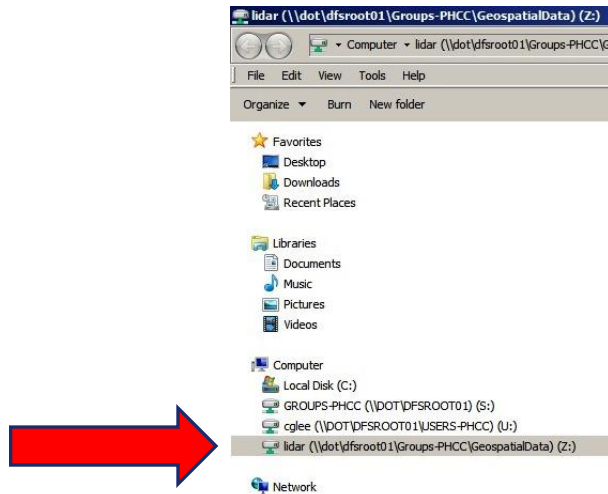 lidar (\\dot\dfsroot01\Groups-PHCC\GeospatialData) (Z:)
Computer lidar (\\dot\dfsroot01\Groups-PHCC\G
File Edit View Tools Help
Organize Burn New folder
Favorites
Desktop
Downloads
Recent Places
Libraries
Documents
Music
Pictures
Videos
Computer
Local Disk (C:)
GROUPS-PHCC (\\DOT\DFSROOT01) (S:)
cglee (\\DOT\DFSROOT01\USERS-PHCC) (U:)
lidar (\\dot\dfsroot01\Groups-PHCC\GeospatialData) (Z:)
Network